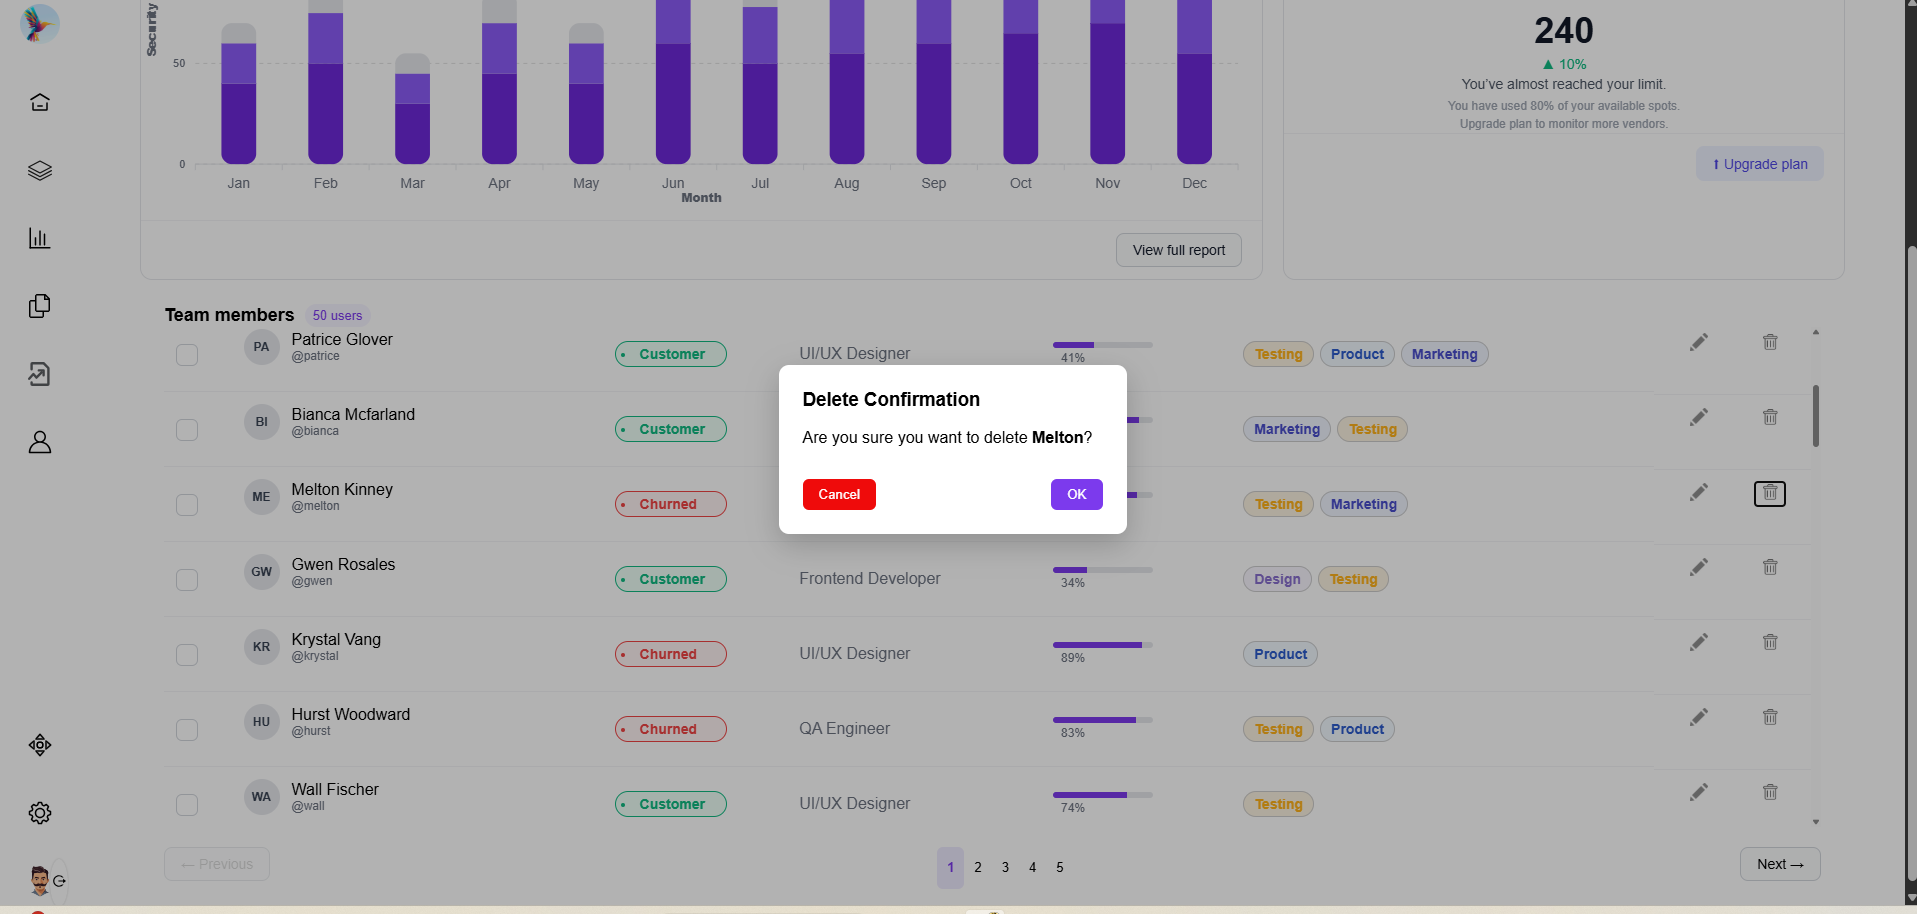 Security
50
0
Jan Feb Mar Apr May Jun Jul Aug Sep Oct Nov Dec
Month
View full report
240
▲ 10%
You've almost reached your limit.
You have used 80% of your available spots.
Upgrade plan to monitor more vendors.
Upgrade plan
Team members 50 users
PA Patrice Glover
@patrice
Customer
UI/UX Designer
41%
Testing Product Marketing
BI Bianca Mcfarland
@bianca
Customer
Marketing Testing
ME Melton Kinney
@melton
Churned
Testing Marketing
Delete Confirmation
Are you sure you want to delete Melton?
Cancel OK
GW Gwen Rosales
@gwen
Customer
Frontend Developer
34%
Design Testing
KR Krystal Vang
@krystal
Churned
UI/UX Designer
89%
Product
HU Hurst Woodward
@hurst
Churned
QA Engineer
83%
Testing Product
WA Wall Fischer
@wall
Customer
UI/UX Designer
74%
Testing
← Previous 1 2 3 4 5 Next →